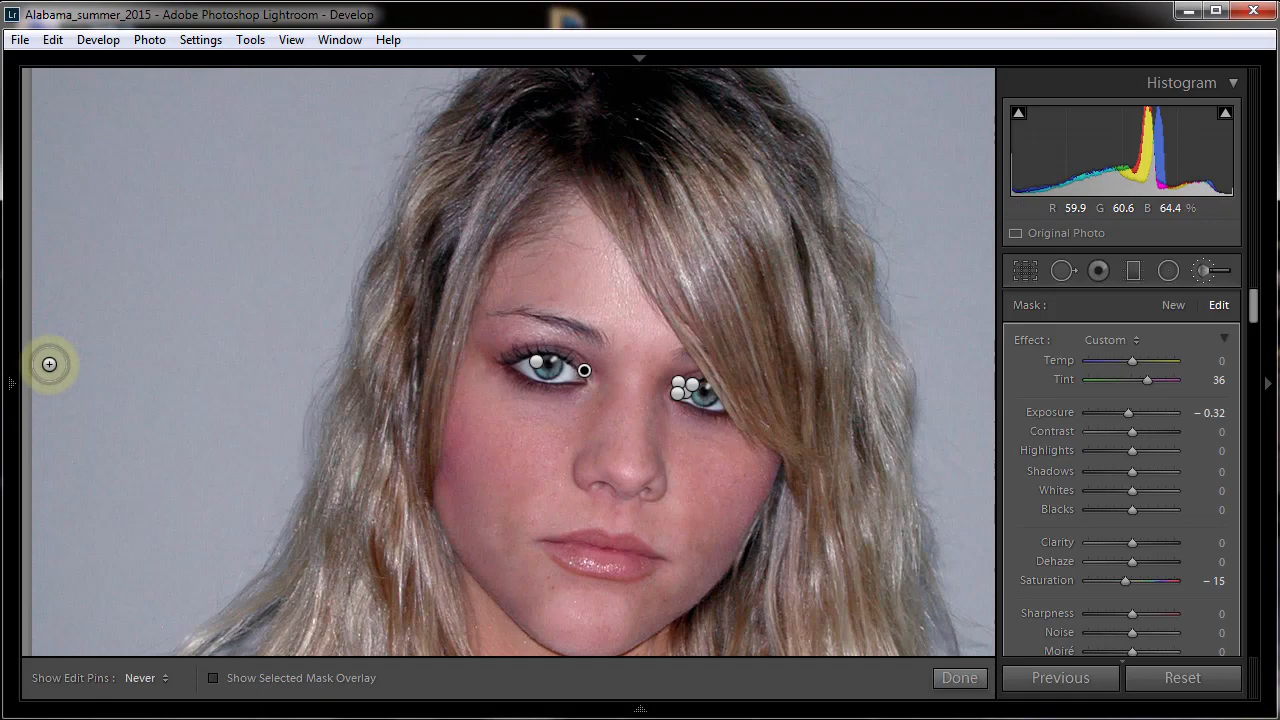 Lr Alabama_summer_2015 - Adobe Photoshop Lightroom - Develop
File Edit Develop Photo Settings Tools View Window Help
Histogram
R 59.9 G 60.6 B 64.4 %
Original Photo
Mask : New Edit
Effect : Custom
Temp 0
Tint 36
Exposure – 0.32
Contrast 0
Highlights 0
Shadows 0
Whites 0
Blacks 0
Clarity 0
Dehaze 0
Saturation – 15
Sharpness 0
Noise 0
Moiré 0
Show Edit Pins : Never Show Selected Mask Overlay Done Previous Reset